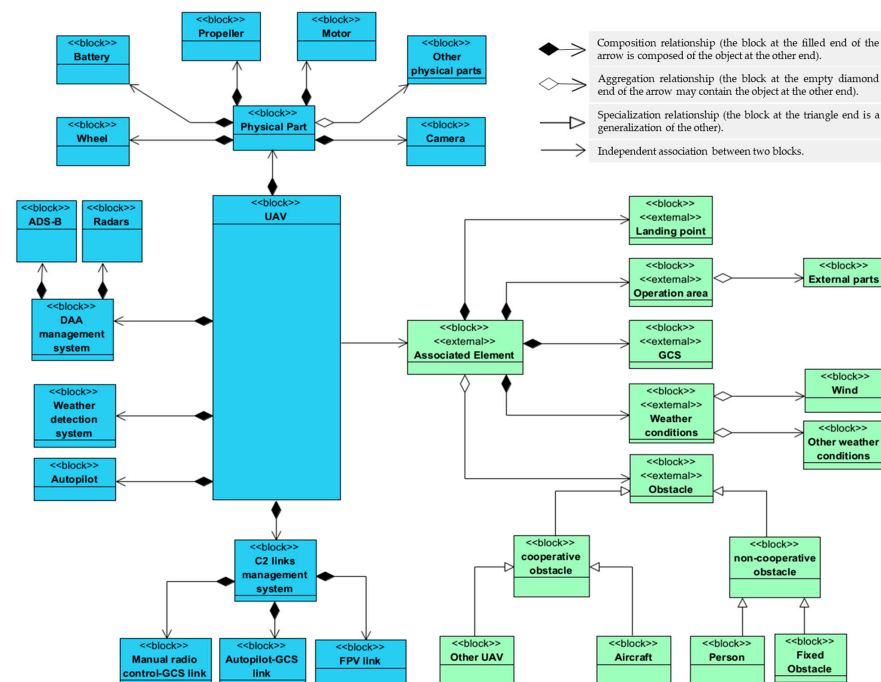 <<block>>
Propeller
<<block>>
Motor
<<block>>
Battery
<<block>>
Other
physical parts
<<block>>
Physical Part
<<block>>
Wheel
<<block>>
Camera
Composition relationship (the block at the filled end of the
arrow is composed of the object at the other end).
Aggregation relationship (the block at the empty diamond
end of the arrow may contain the object at the other end).
Specialization relationship (the block at the triangle end is a
generalization of the other).
Independent association between two blocks.
<<block>>
UAV
<<block>>
ADS-B
<<block>>
Radars
<<block>>
DAA
management
system
<<block>>
Weather
detection
system
<<block>>
Autopilot
<<block>>
C2 links
management
system
<<block>>
Manual radio
control-GCS link
<<block>>
Autopilot-GCS
link
<<block>>
FPV link
<<block>>
<<external>>
Associated Element
<<block>>
<<external>>
Landing point
<<block>>
<<external>>
Operation area
<<block>>
External parts
<<block>>
<<external>>
GCS
<<block>>
<<external>>
Weather
conditions
<<block>>
Wind
<<block>>
Other weather
conditions
<<block>>
<<external>>
Obstacle
<<block>>
cooperative
obstacle
<<block>>
non-cooperative
obstacle
<<block>>
Other UAV
<<block>>
Aircraft
<<block>>
Person
<<block>>
Fixed
Obstacle